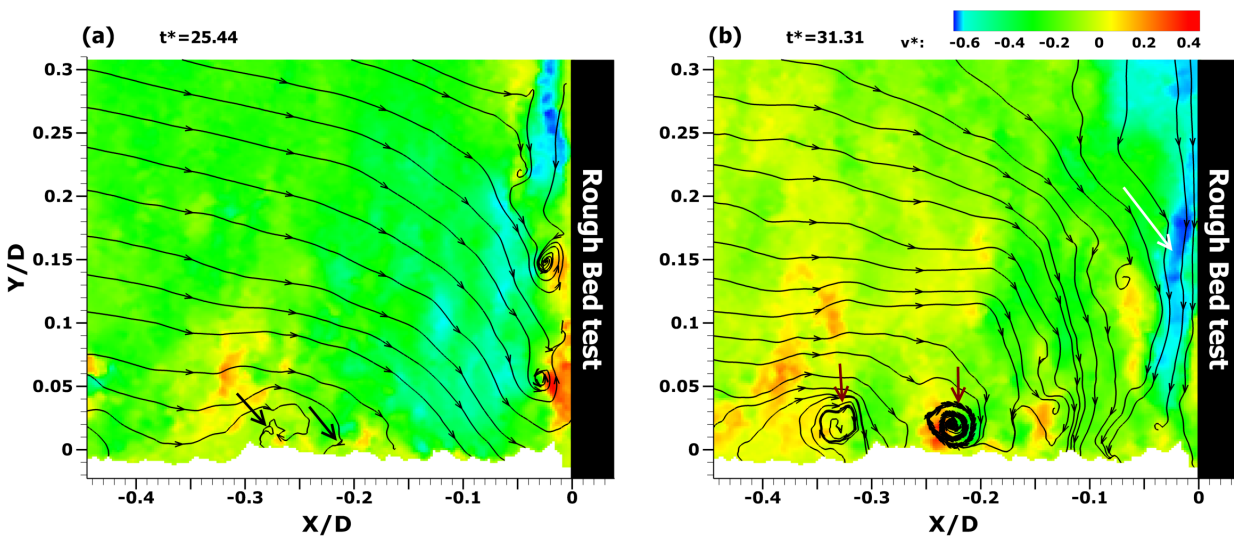 (a) t*=25.44
(b) t*=31.31 v*: -0.6 -0.4 -0.2 0 0.2 0.4
Y/D
0.3
0.25
0.2
0.15
0.1
0.05
0
-0.4 -0.3 -0.2 -0.1 0
X/D
Rough Bed test
0.3
0.25
0.2
0.15
0.1
0.05
0
-0.4 -0.3 -0.2 -0.1 0
X/D
Rough Bed test